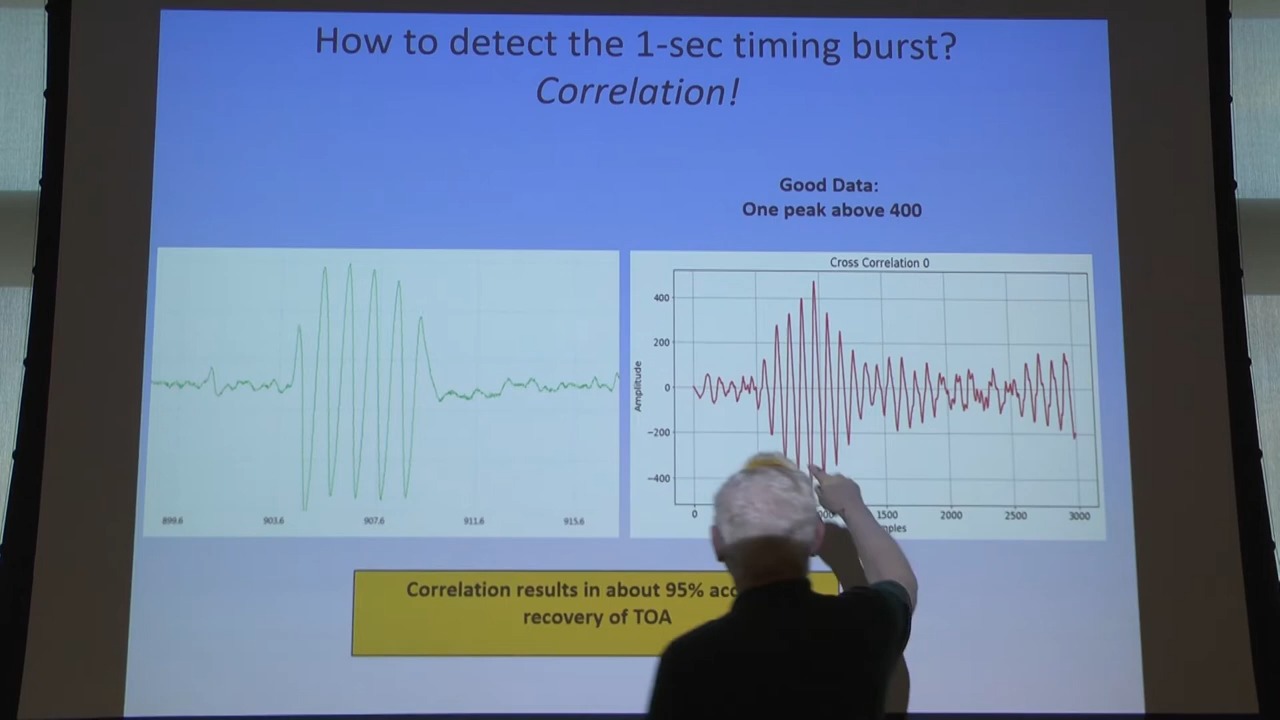 How to detect the 1-sec timing burst?
Correlation!
Good Data:
One peak above 400
Cross Correlation 0
400
200
0
−200
−400
Amplitude
0
1500
2000
2500
3000
899.6
903.6
907.6
911.6
915.6
Correlation results in about 95%
recovery of TOA